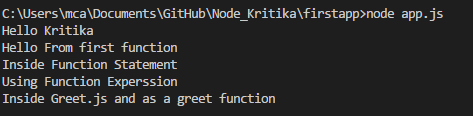 C:\Users\mca\Documents\GitHub\Node_Kritika\firstapp>node app.js
Hello Kritika
Hello From first function
Inside Function Statement
Using Function Experssion
Inside Greet.js and as a greet function